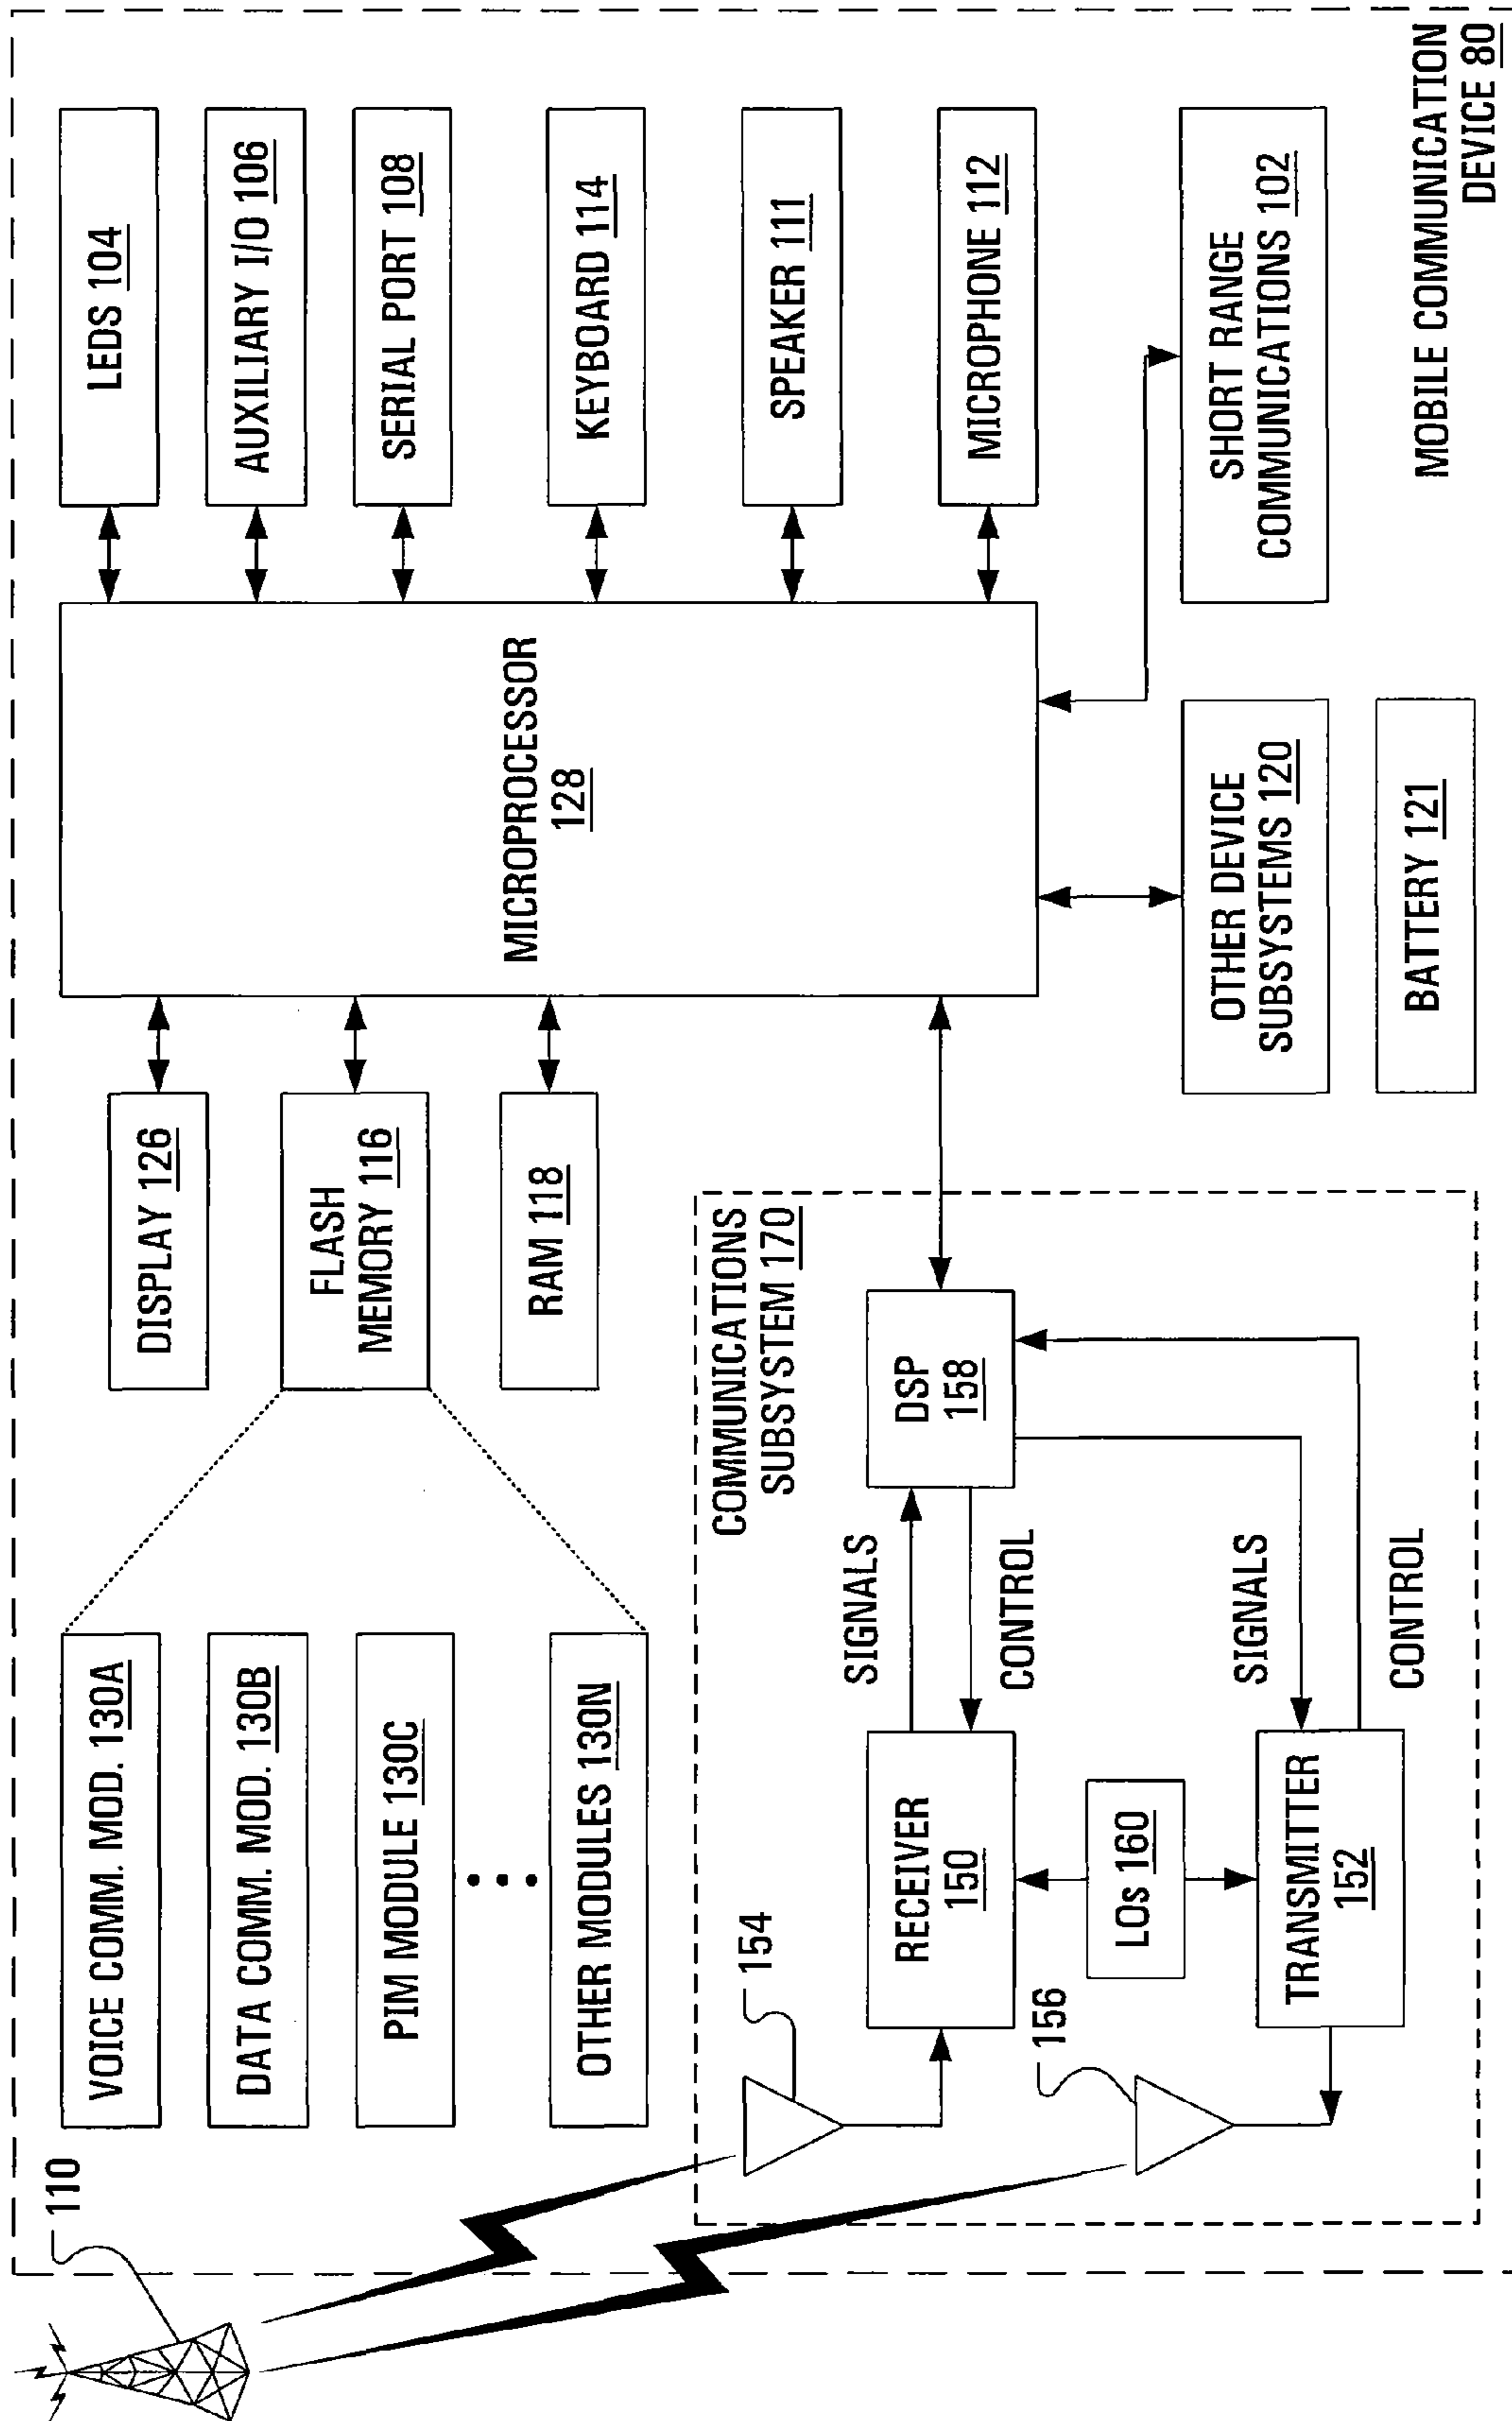 110
VOICE COMM. MOD. 130A
DATA COMM. MOD. 130B
PIM MODULE 130C
OTHER MODULES 130N
DISPLAY 126
FLASH
MEMORY 116
RAM 118
MICROPROCESSOR
128
LEDS 104
AUXILIARY I/O 106
SERIAL PORT 108
KEYBOARD 114
SPEAKER 111
MICROPHONE 112
COMMUNICATIONS
SUBSYSTEM 170
154
RECEIVER
150
SIGNALS
CONTROL
DSP
158
LOs 160
156
TRANSMITTER
152
SIGNALS
CONTROL
OTHER DEVICE
SUBSYSTEMS 120
SHORT RANGE
COMMUNICATIONS 102
BATTERY 121
MOBILE COMMUNICATION
DEVICE 80